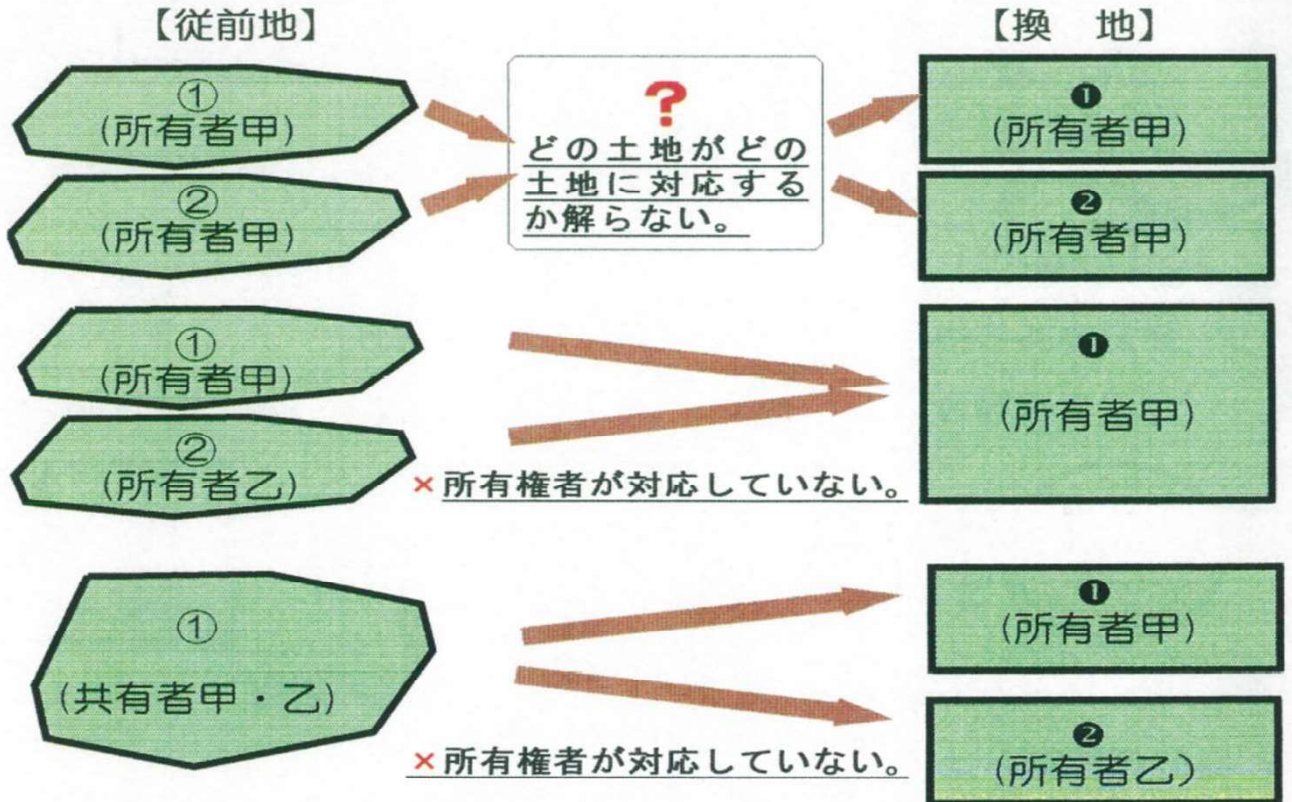 【従前地】
【換　地】
①
(所有者甲)
②
(所有者甲)
?
どの土地がどの
土地に対応する
か解らない。
❶
(所有者甲)
❷
(所有者甲)
①
(所有者甲)
②
(所有者乙)
×所有権者が対応していない。
❶
(所有者甲)
①
(共有者甲・乙)
×所有権者が対応していない。
❶
(所有者甲)
❷
(所有者乙)